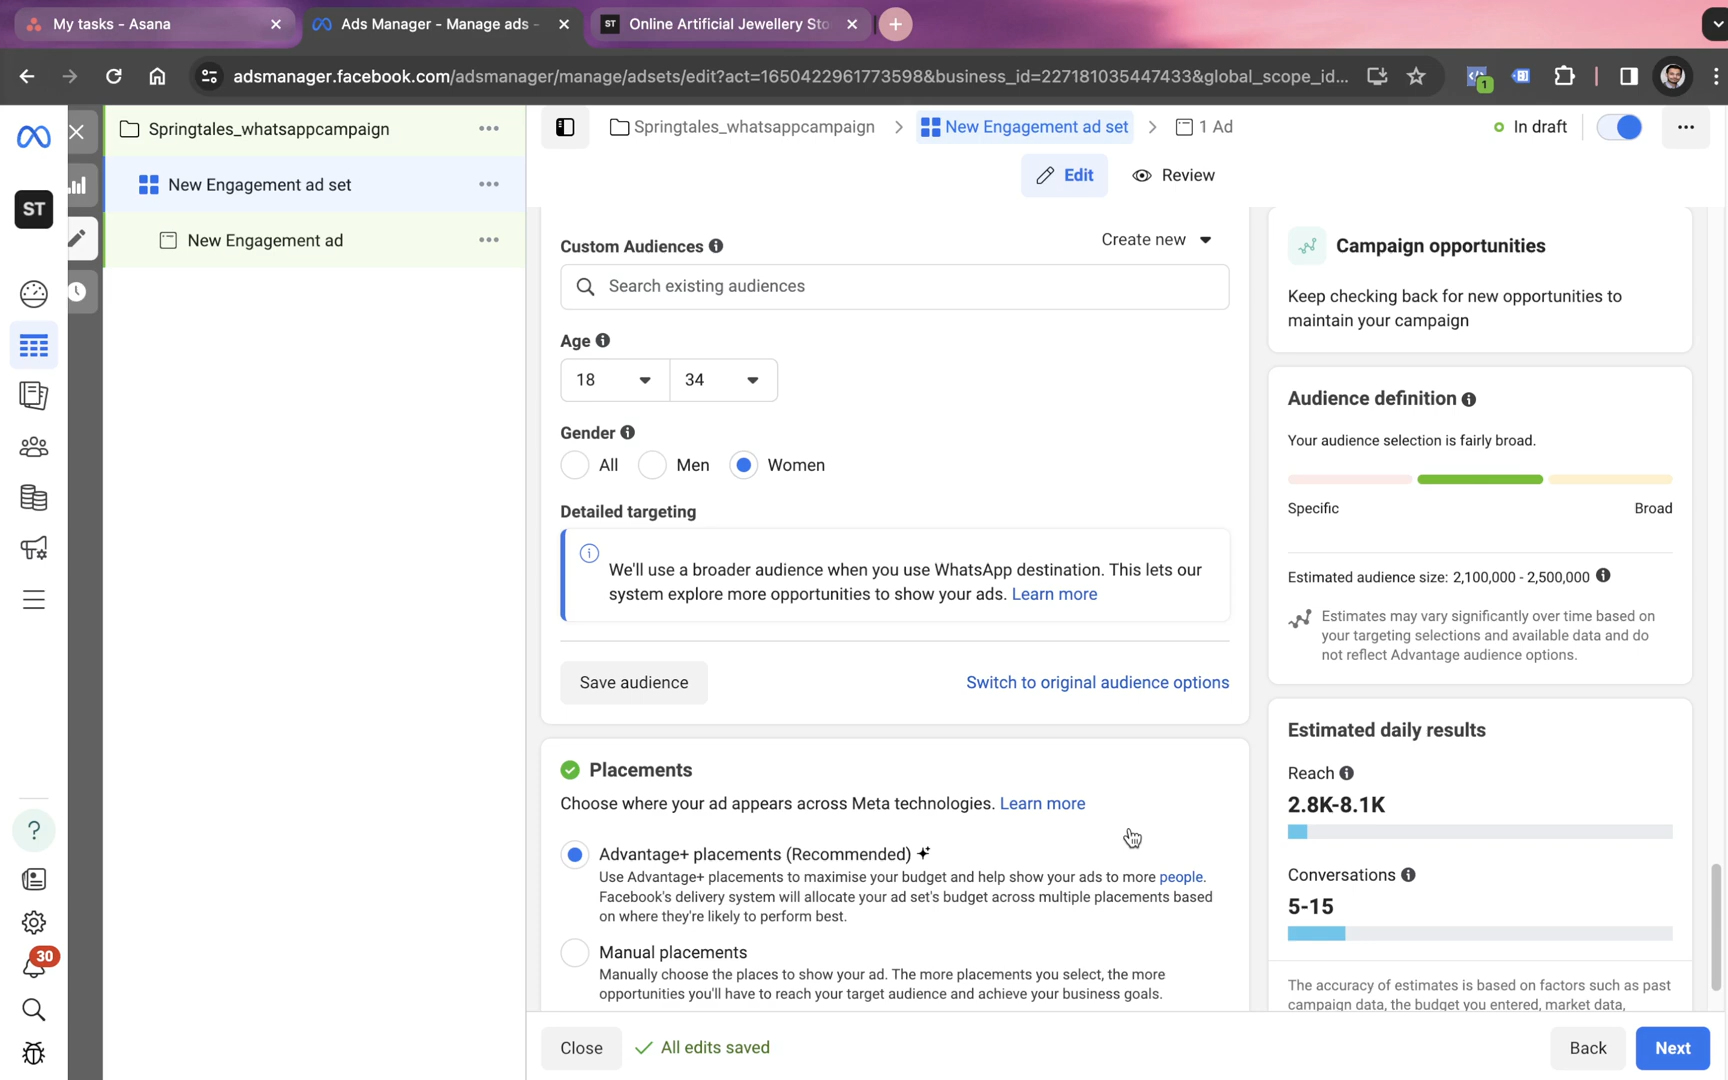 My tasks - Asana
Ads Manager - Manage ads -
ST Online Artificial Jewellery Sto
adsmanager.facebook.com/adsmanager/manage/adsets/edit?act=1650422961773598&business_id=227181035447433&global_scope_id...
1
Springtales_whatsappcampaign
New Engagement ad set
New Engagement ad
ST
30
Springtales_whatsappcampaign > New Engagement ad set > 1 Ad
In draft
Edit
Review
Custom Audiences
Create new
Search existing audiences
Age
18 34
Gender
All Men Women
Detailed targeting
We'll use a broader audience when you use WhatsApp destination. This lets our
system explore more opportunities to show your ads. Learn more
Save audience
Switch to original audience options
Placements
Choose where your ad appears across Meta technologies. Learn more
Advantage+ placements (Recommended)
Use Advantage+ placements to maximise your budget and help show your ads to more people.
Facebook's delivery system will allocate your ad set's budget across multiple placements based
on where they're likely to perform best.
Manual placements
Manually choose the places to show your ad. The more placements you select, the more
opportunities you'll have to reach your target audience and achieve your business goals.
Campaign opportunities
Keep checking back for new opportunities to
maintain your campaign
Audience definition
Your audience selection is fairly broad.
Specific Broad
Estimated audience size: 2,100,000 - 2,500,000
Estimates may vary significantly over time based on
your targeting selections and available data and do
not reflect Advantage audience options.
Estimated daily results
Reach
2.8K-8.1K
Conversations
5-15
The accuracy of estimates is based on factors such as past
campaign data, the budget you entered, market data,
Close
All edits saved
Back
Next